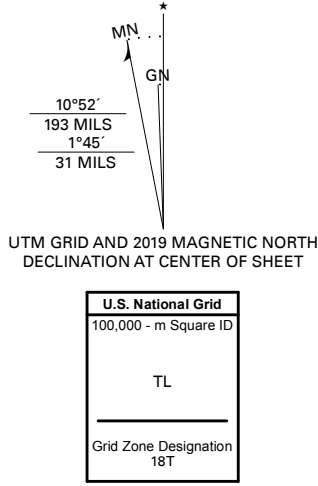 ★
MN
GN
10°52´
193 MILS
1°45´
31 MILS
UTM GRID AND 2019 MAGNETIC NORTH
DECLINATION AT CENTER OF SHEET
U.S. National Grid
100,000 - m Square ID
TL
Grid Zone Designation
18T